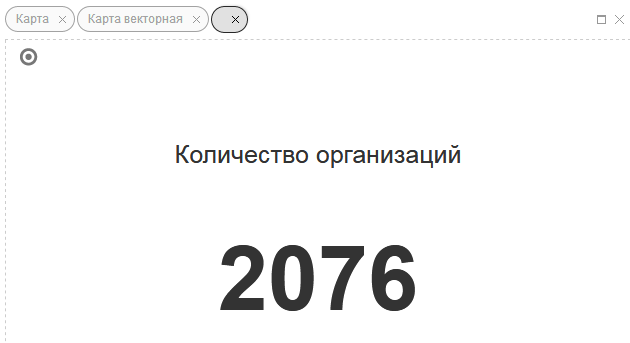 Карта
Карта векторная
Количество организаций
2076